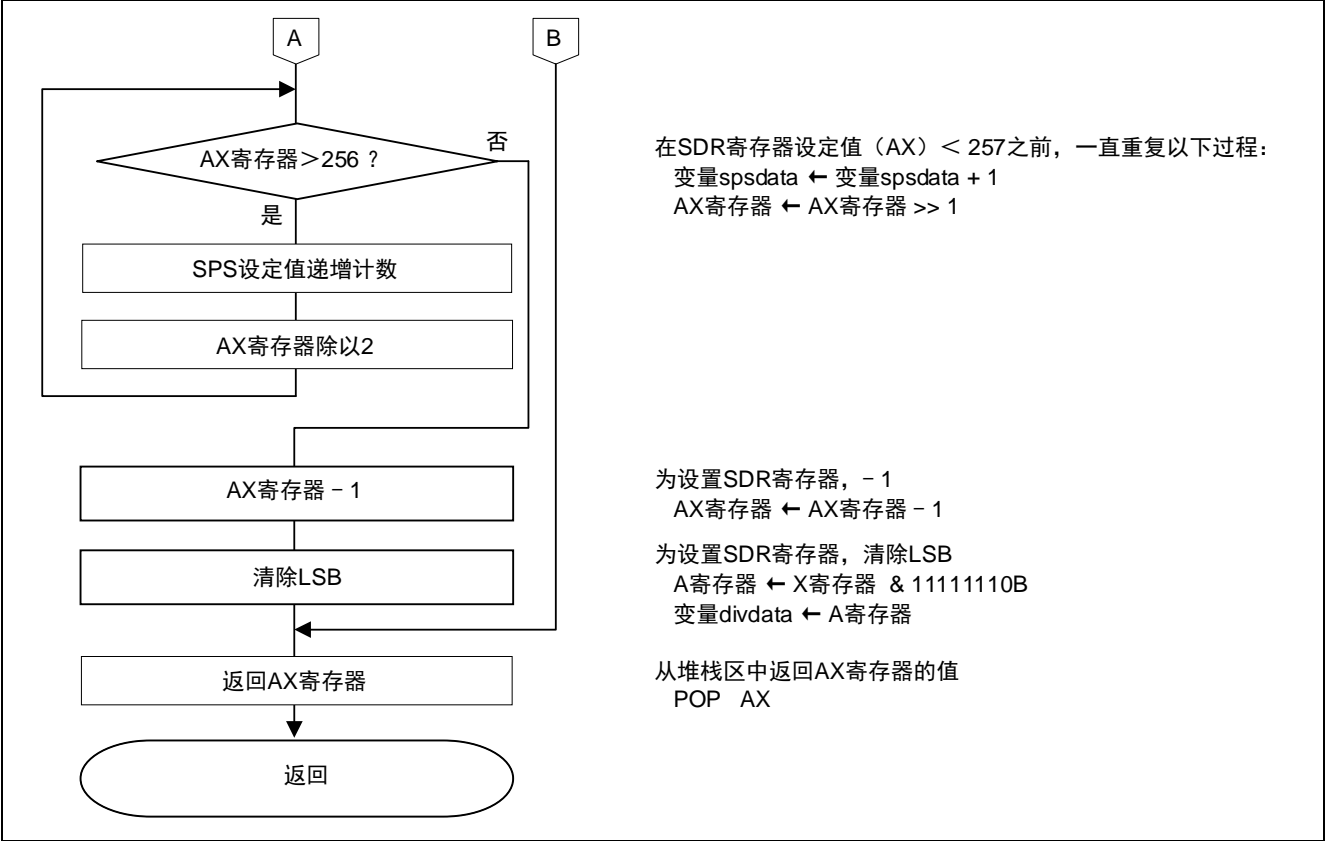 A
B
AX寄存器＞256 ?
否
是
SPS设定值递增计数
AX寄存器除以2
AX寄存器－1
清除LSB
返回AX寄存器
返回
在SDR寄存器设定值（AX）＜ 257之前，一直重复以下过程：
变量spsdata ← 变量spsdata + 1
AX寄存器 ← AX寄存器 >> 1
为设置SDR寄存器，－1
AX寄存器 ← AX寄存器－1
为设置SDR寄存器，清除LSB
A寄存器 ← X寄存器 & 11111110B
变量divdata ← A寄存器
从堆栈区中返回AX寄存器的值
POP AX